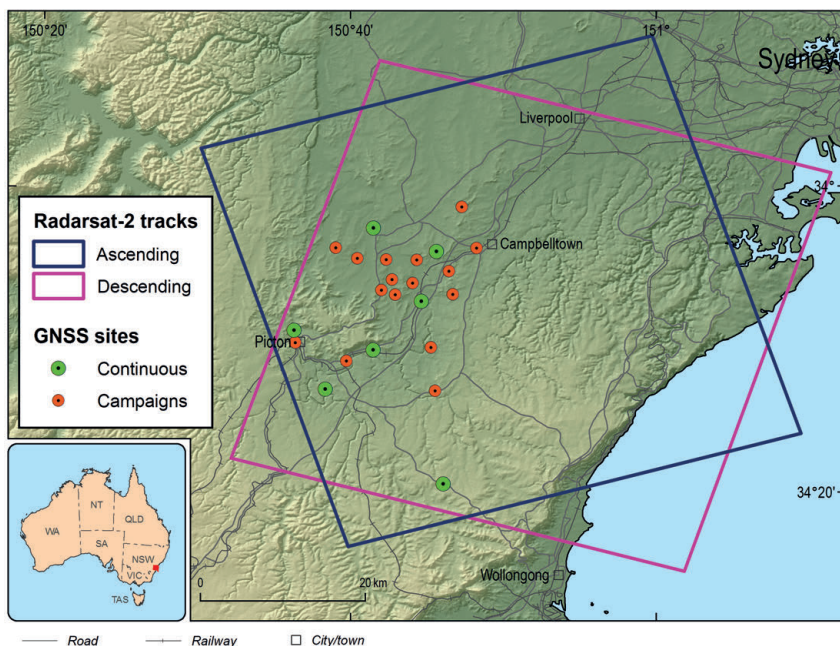 150°20'
150°40'
151°
Sydney
Liverpool
34°
Radarsat-2 tracks
Ascending
Descending
GNSS sites
Continuous
Campaigns
Campbelltown
Picton
34°20'
Wollongong
0
20 km
WA
NT
QLD
SA
NSW
VIC
TAS
Road
Railway
City/town